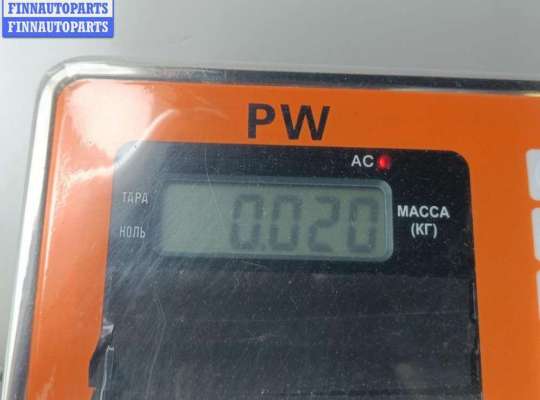 FINNAUTOPARTS
FINNAUTOPARTS
PW
AC
ТАРА
0.020
МАССА
НОЛЬ
(КГ)